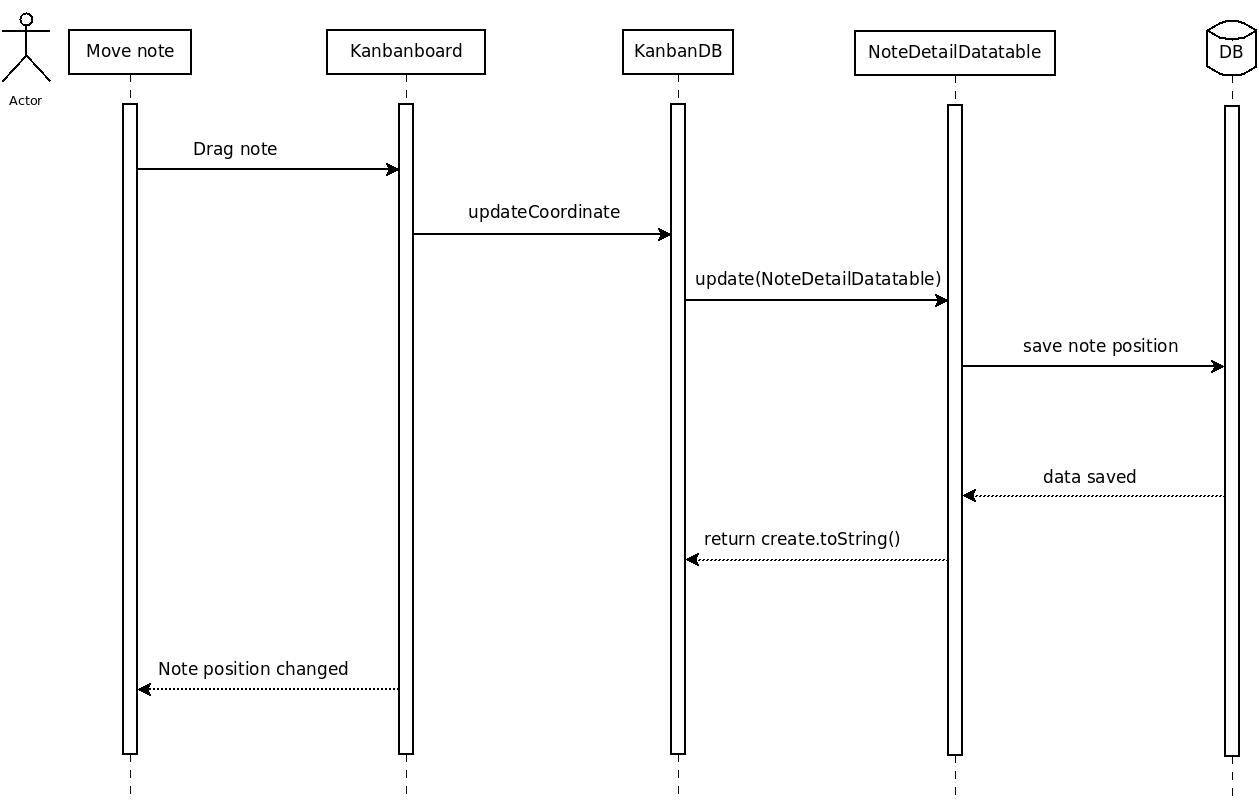 Move note
Kanbanboard
KanbanDB
NoteDetailDatatable
DB
Actor
Drag note
updateCoordinate
update(NoteDetailDatatable)
save note position
data saved
return create.toString()
Note position changed